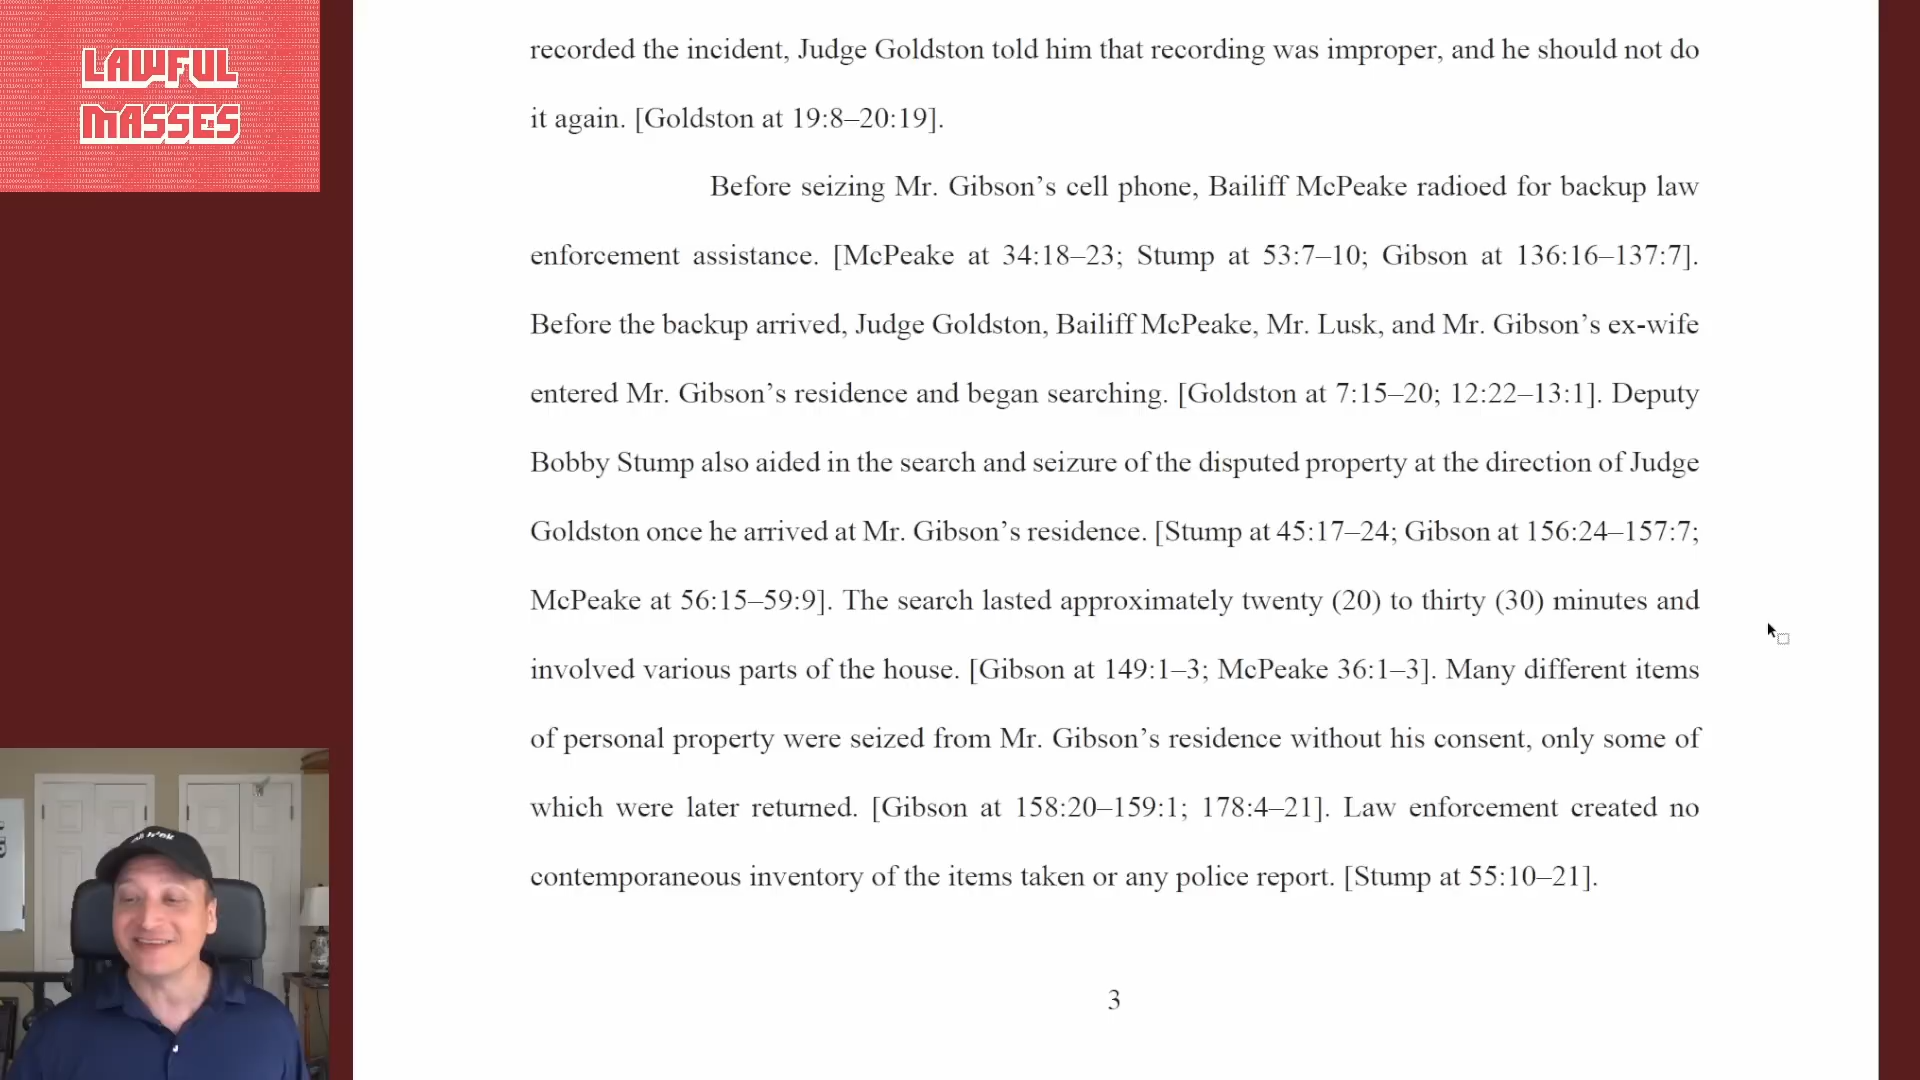 LAWFUL
MASSES
recorded the incident, Judge Goldston told him that recording was improper, and he should not do
it again. [Goldston at 19:8–20:19].
Before seizing Mr. Gibson’s cell phone, Bailiff McPeake radioed for backup law
enforcement assistance. [McPeake at 34:18–23; Stump at 53:7–10; Gibson at 136:16–137:7].
Before the backup arrived, Judge Goldston, Bailiff McPeake, Mr. Lusk, and Mr. Gibson’s ex-wife
entered Mr. Gibson’s residence and began searching. [Goldston at 7:15–20; 12:22–13:1]. Deputy
Bobby Stump also aided in the search and seizure of the disputed property at the direction of Judge
Goldston once he arrived at Mr. Gibson’s residence. [Stump at 45:17–24; Gibson at 156:24–157:7;
McPeake at 56:15–59:9]. The search lasted approximately twenty (20) to thirty (30) minutes and
involved various parts of the house. [Gibson at 149:1–3; McPeake 36:1–3]. Many different items
of personal property were seized from Mr. Gibson’s residence without his consent, only some of
which were later returned. [Gibson at 158:20–159:1; 178:4–21]. Law enforcement created no
contemporaneous inventory of the items taken or any police report. [Stump at 55:10–21].
3